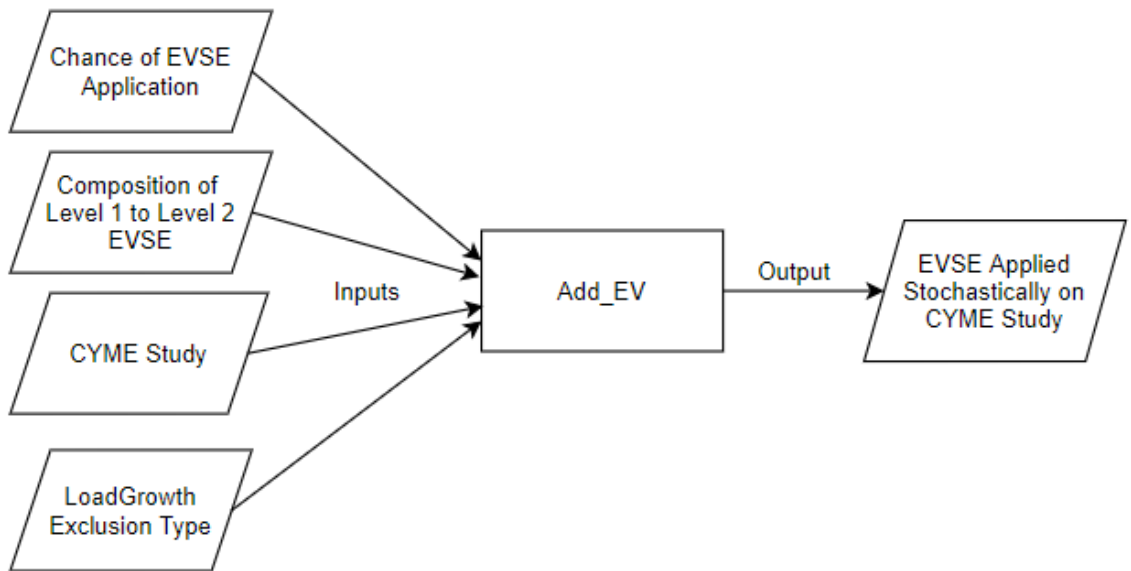 Chance of EVSE
Application
Composition of
Level 1 to Level 2
EVSE
CYME Study
LoadGrowth
Exclusion Type
Inputs
Add_EV
Output
EVSE Applied
Stochastically on
CYME Study